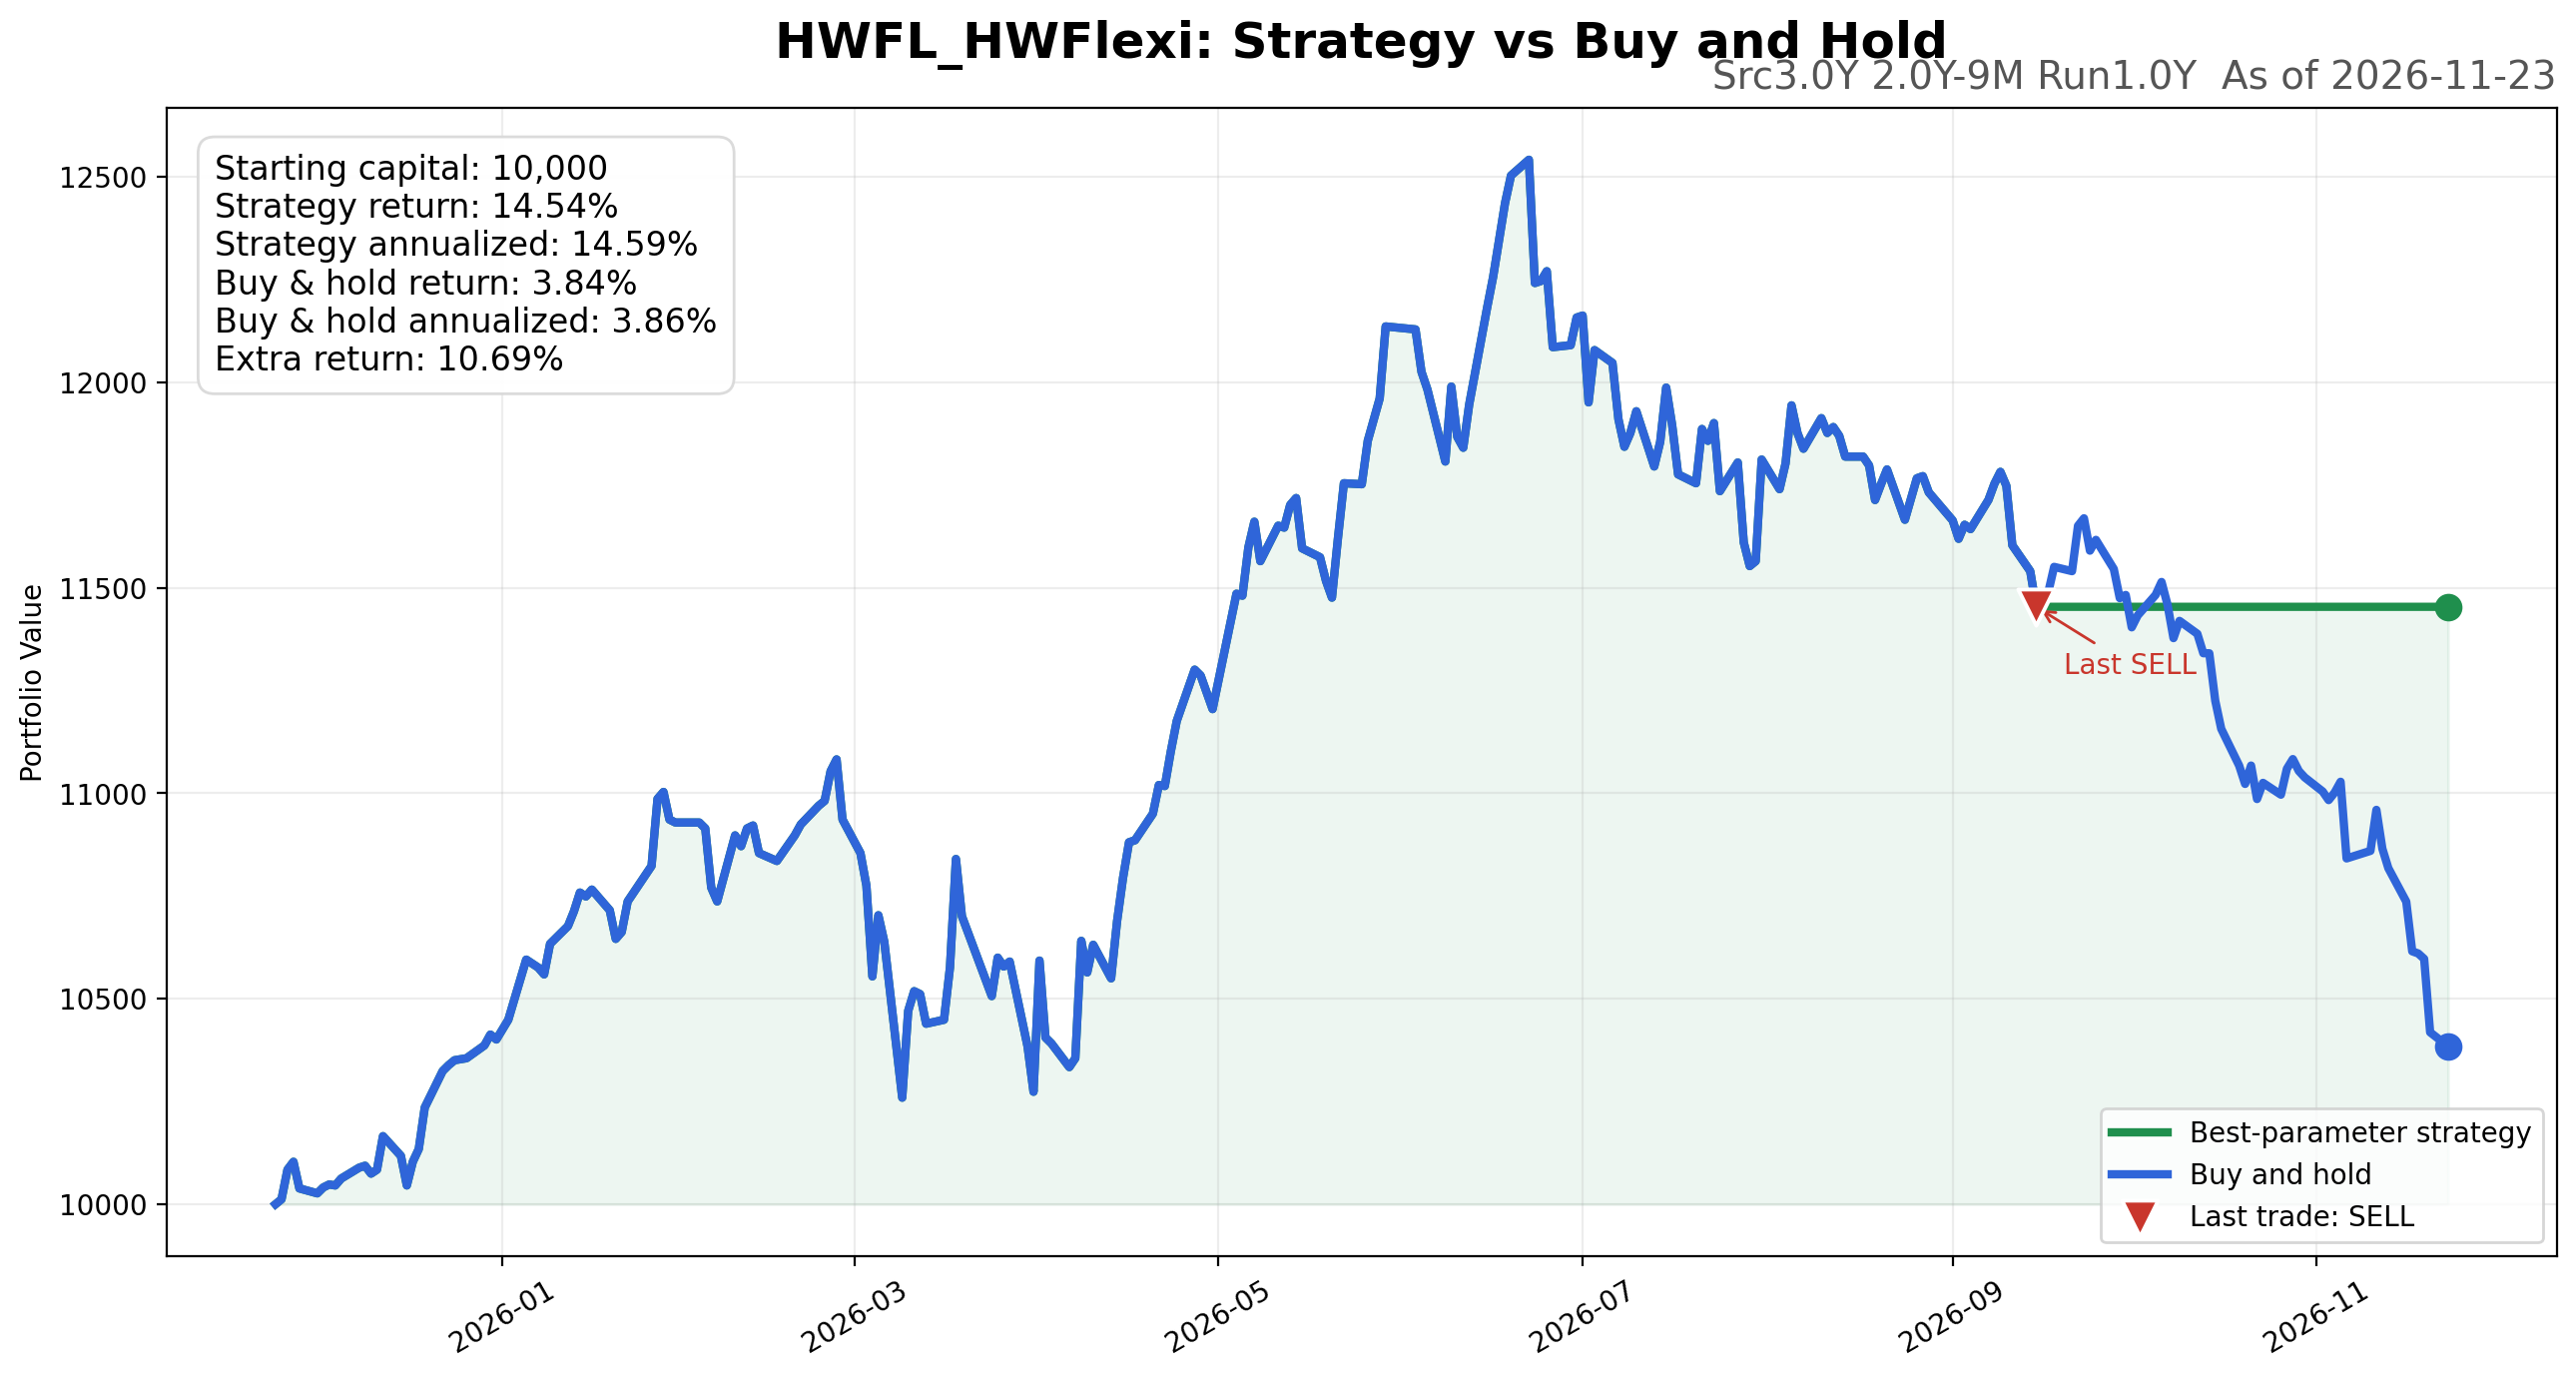 HWFL_HWFlexi: Strategy vs Buy and Hold
Src3.0Y 2.0Y-9M Run1.0Y  As of 2026-11-23
Starting capital: 10,000
Strategy return: 14.54%
Strategy annualized: 14.59%
Buy & hold return: 3.84%
Buy & hold annualized: 3.86%
Extra return: 10.69%
Portfolio Value
12500
12000
11500
11000
10500
10000
Last SELL
Best-parameter strategy
Buy and hold
Last trade: SELL
2026-01
2026-03
2026-05
2026-07
2026-09
2026-11